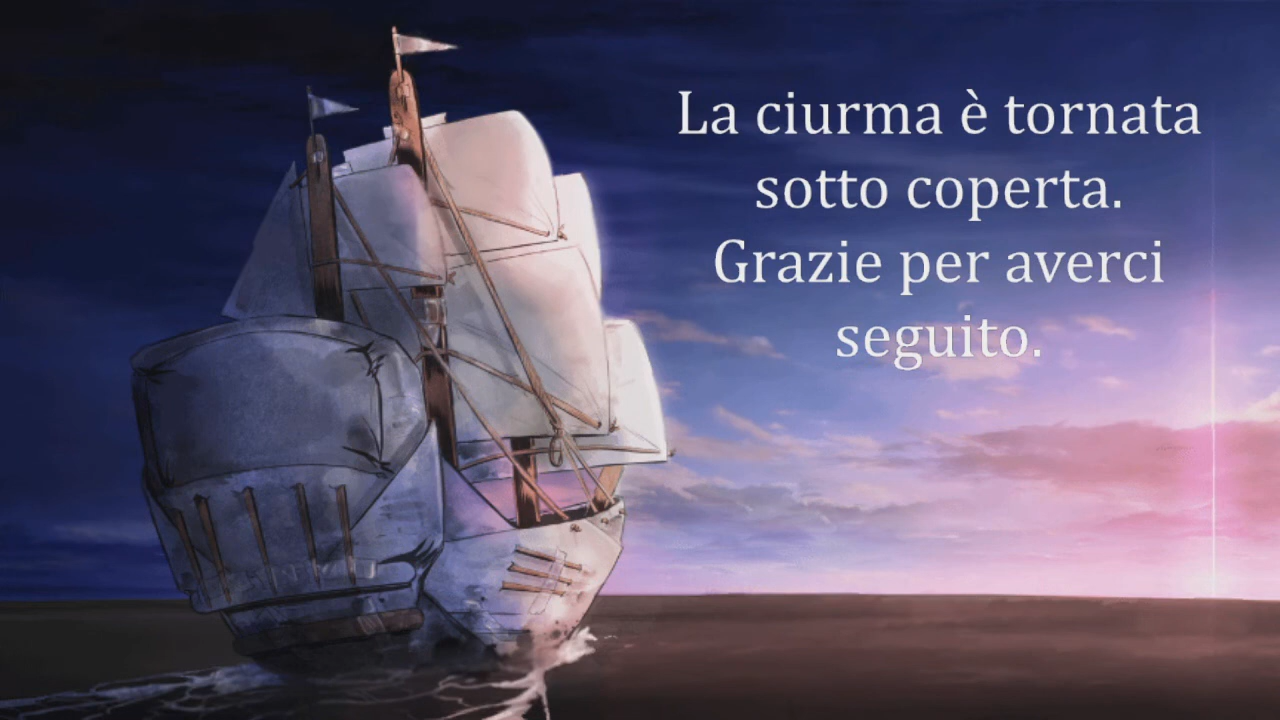 La ciurma è tornata
sotto coperta.
Grazie per averci
seguito.